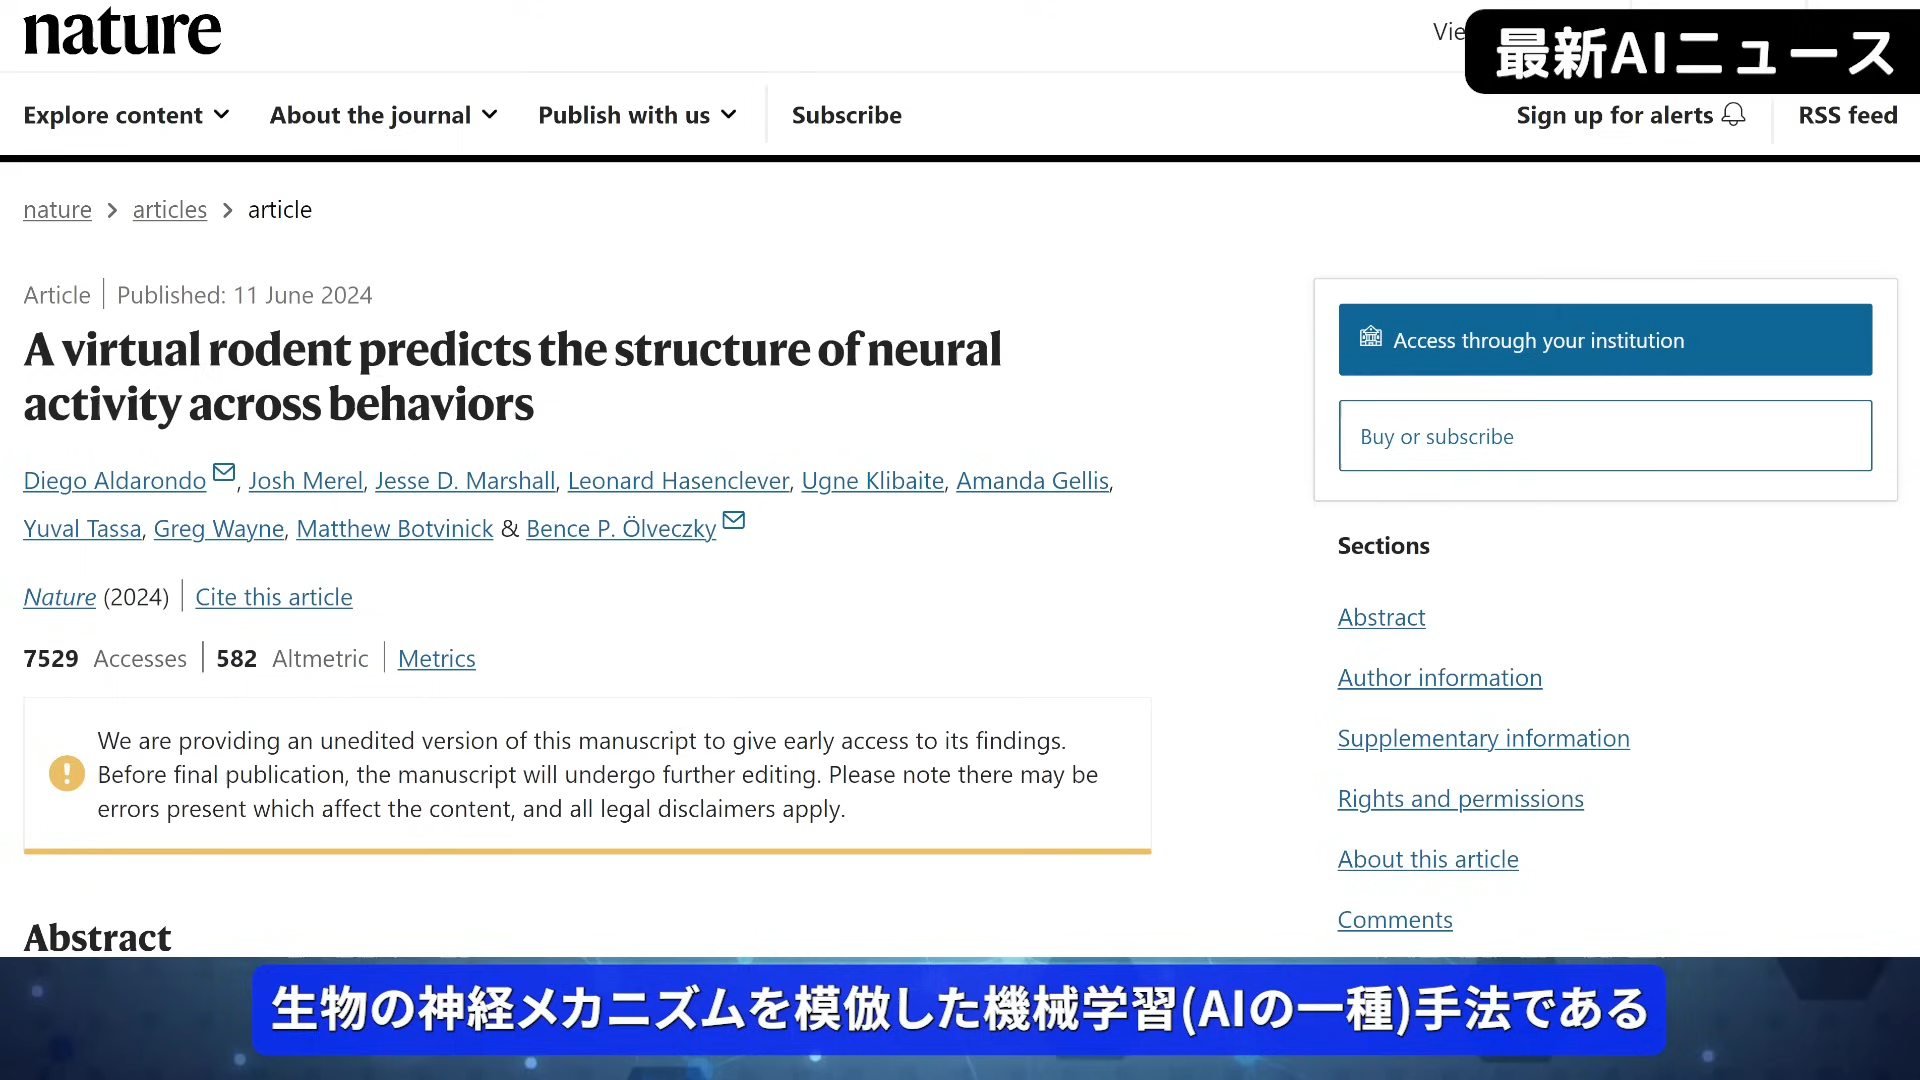 nature
Vie
最新AIニュース
Explore content
About the journal
Publish with us
Subscribe
Sign up for alerts
RSS feed
nature > articles > article
Article | Published: 11 June 2024
A virtual rodent predicts the structure of neural
activity across behaviors
Diego Aldarondo, Josh Merel, Jesse D. Marshall, Leonard Hasenclever, Ugne Klibaite, Amanda Gellis,
Yuval Tassa, Greg Wayne, Matthew Botvinick & Bence P. Ölveczky
Nature (2024) | Cite this article
7529 Accesses | 582 Altmetric | Metrics
We are providing an unedited version of this manuscript to give early access to its findings.
Before final publication, the manuscript will undergo further editing. Please note there may be
errors present which affect the content, and all legal disclaimers apply.
Abstract
Access through your institution
Buy or subscribe
Sections
Abstract
Author information
Supplementary information
Rights and permissions
About this article
Comments
生物の神経メカニズムを模倣した機械学習(AIの一種)手法である